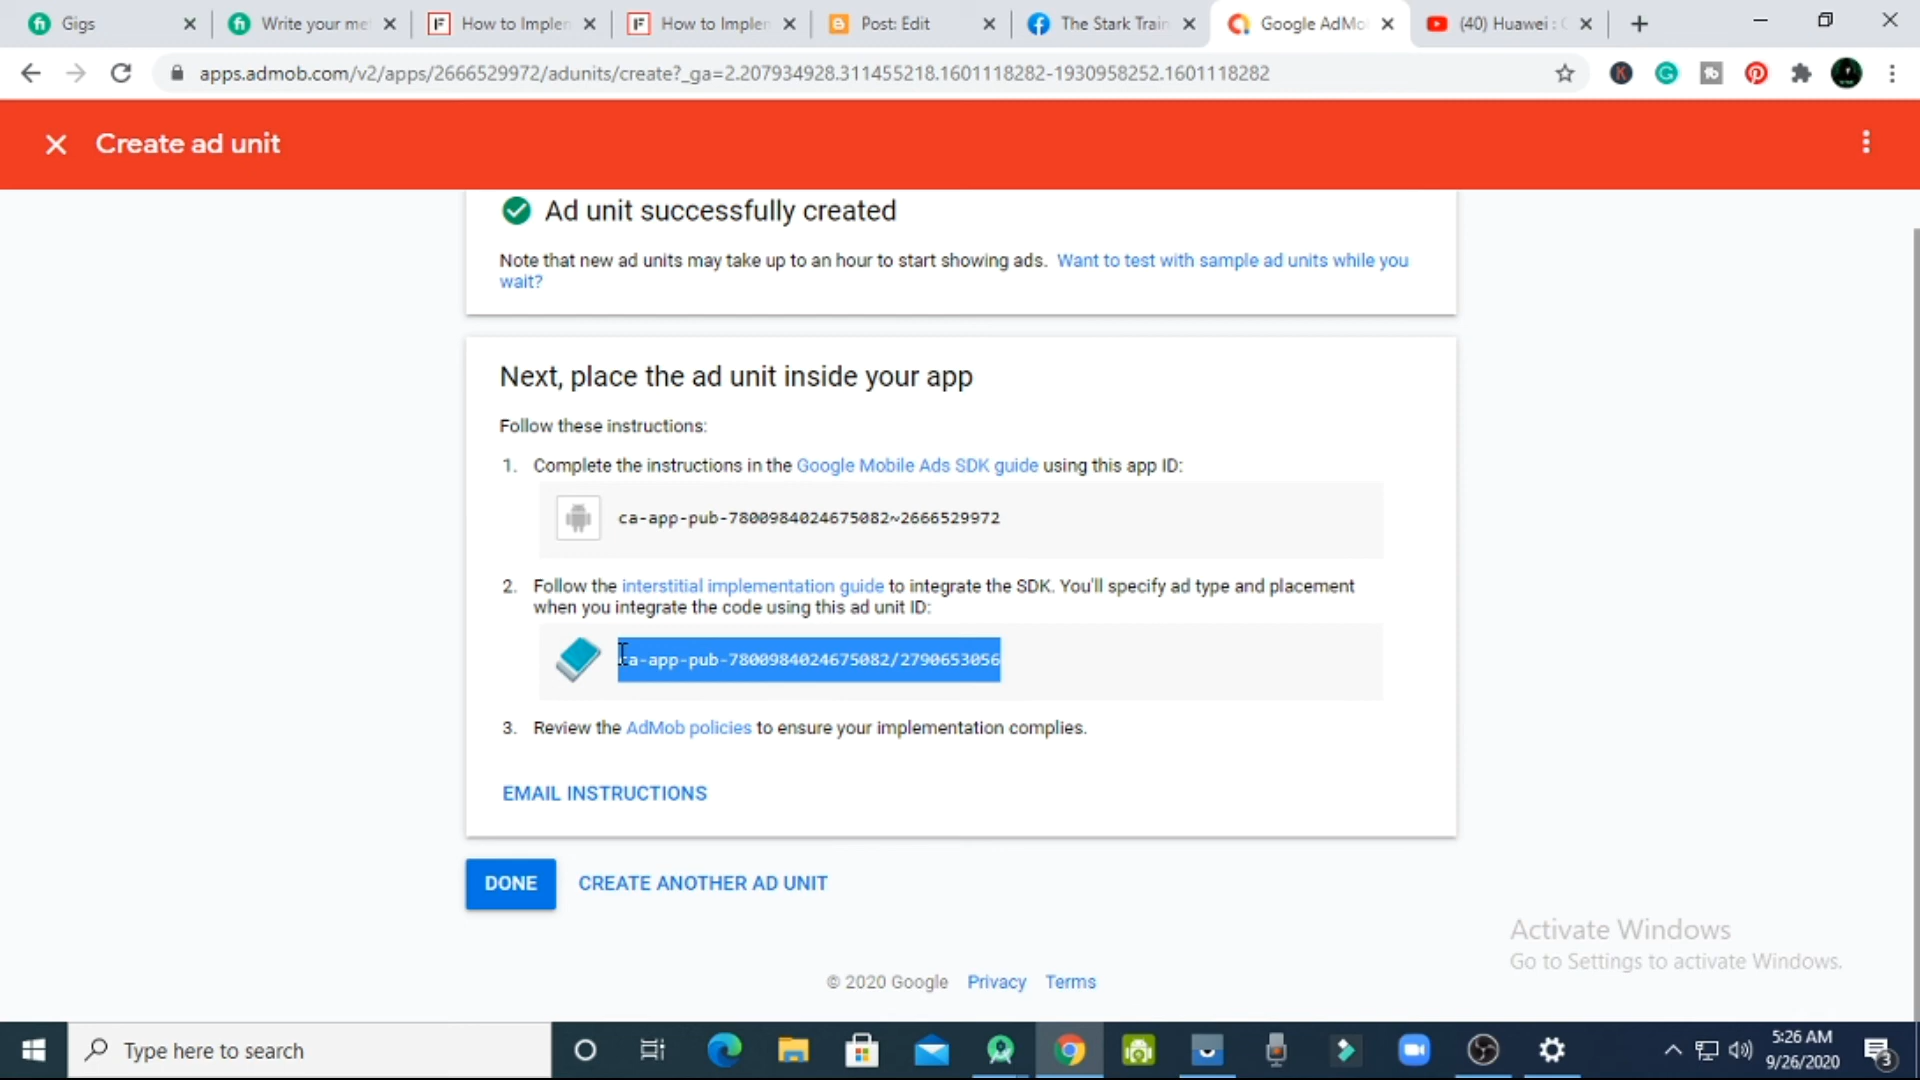 Gigs
Write your me
How to Implem
How to Implem
Post: Edit
The Stark Train
Google AdMo
(40) Huawei :
apps.admob.com/v2/apps/2666529972/adunits/create?_ga=2.207934928.311455218.1601118282-1930958252.1601118282
Create ad unit
Ad unit successfully created
Note that new ad units may take up to an hour to start showing ads. Want to test with sample ad units while you
wait?
Next, place the ad unit inside your app
Follow these instructions:
1. Complete the instructions in the Google Mobile Ads SDK guide using this app ID:
ca-app-pub-7800984024675082~2666529972
2. Follow the interstitial implementation guide to integrate the SDK. You'll specify ad type and placement
when you integrate the code using this ad unit ID:
ca-app-pub-7800984024675082/2790653056
3. Review the AdMob policies to ensure your implementation complies.
EMAIL INSTRUCTIONS
DONE CREATE ANOTHER AD UNIT
Activate Windows
Go to Settings to activate Windows.
© 2020 Google Privacy Terms
Type here to search
5:26 AM
9/26/2020
3